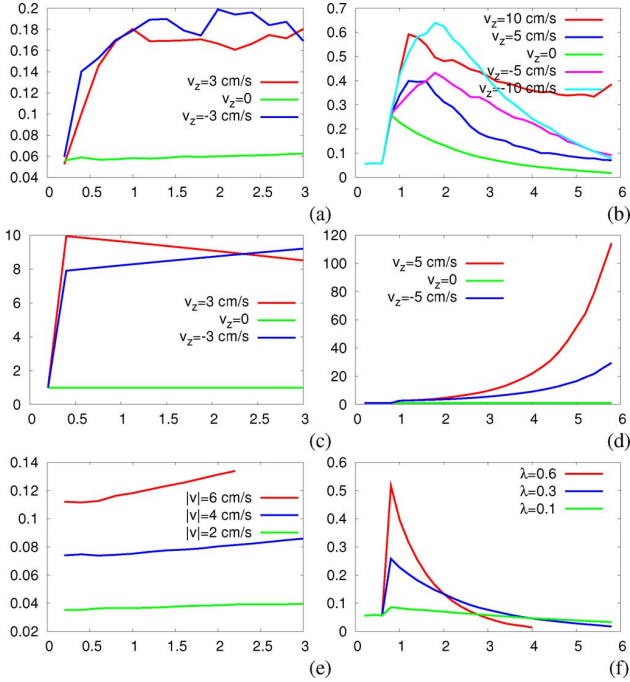 0.2
0.18
0.16
0.14
0.12
0.1
0.08
0.06
0.04
v_z=3 cm/s
v_z=0
v_z=-3 cm/s
0 0.5 1 1.5 2 2.5 3
(a)
0.7
0.6
0.5
0.4
0.3
0.2
0.1
0
v_z=10 cm/s
v_z=5 cm/s
v_z=0
v_z=-5 cm/s
v_z=-10 cm/s
0 1 2 3 4 5 6
(b)
10
8
6
4
2
0
v_z=3 cm/s
v_z=0
v_z=-3 cm/s
0 0.5 1 1.5 2 2.5 3
(c)
120
100
80
60
40
20
0
v_z=5 cm/s
v_z=0
v_z=-5 cm/s
0 1 2 3 4 5 6
(d)
0.14
0.12
0.1
0.08
0.06
0.04
0.02
|v|=6 cm/s
|v|=4 cm/s
|v|=2 cm/s
0 0.5 1 1.5 2 2.5 3
(e)
0.6
0.5
0.4
0.3
0.2
0.1
0
λ=0.6
λ=0.3
λ=0.1
0 1 2 3 4 5 6
(f)